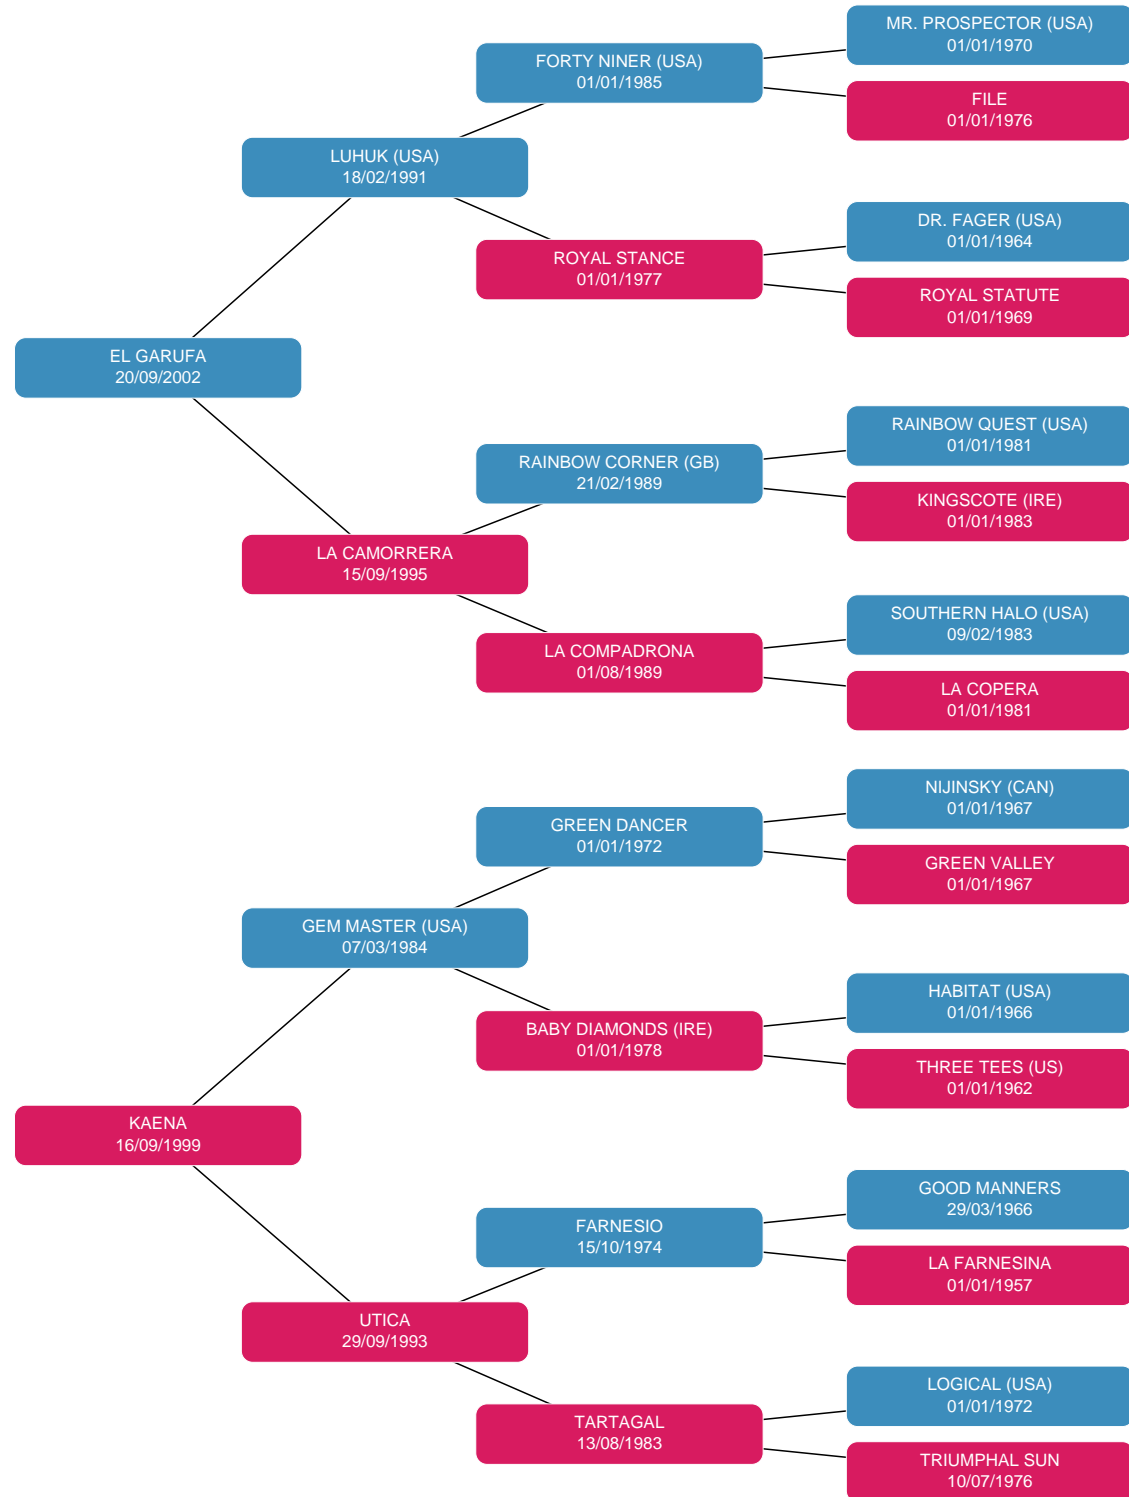 MR. PROSPECTOR (USA)
01/01/1970
FORTY NINER (USA)
01/01/1985
FILE
01/01/1976
LUHUK (USA)
18/02/1991
DR. FAGER (USA)
01/01/1964
ROYAL STANCE
01/01/1977
ROYAL STATUTE
01/01/1969
EL GARUFA
20/09/2002
RAINBOW QUEST (USA)
01/01/1981
RAINBOW CORNER (GB)
21/02/1989
KINGSCOTE (IRE)
01/01/1983
LA CAMORRERA
15/09/1995
SOUTHERN HALO (USA)
09/02/1983
LA COMPADRONA
01/08/1989
LA COPERA
01/01/1981
NIJINSKY (CAN)
01/01/1967
GREEN DANCER
01/01/1972
GREEN VALLEY
01/01/1967
GEM MASTER (USA)
07/03/1984
HABITAT (USA)
01/01/1966
BABY DIAMONDS (IRE)
01/01/1978
THREE TEES (US)
01/01/1962
KAENA
16/09/1999
GOOD MANNERS
29/03/1966
FARNESIO
15/10/1974
LA FARNESINA
01/01/1957
UTICA
29/09/1993
LOGICAL (USA)
01/01/1972
TARTAGAL
13/08/1983
TRIUMPHAL SUN
10/07/1976